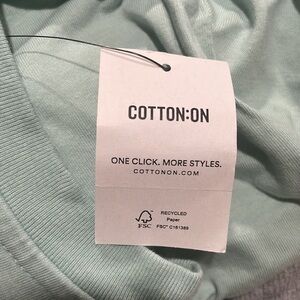 COTTON:ON
ONE CLICK. MORE STYLES.
COTTONON.COM
RECYCLED
Paper
FSC FSC® C161389